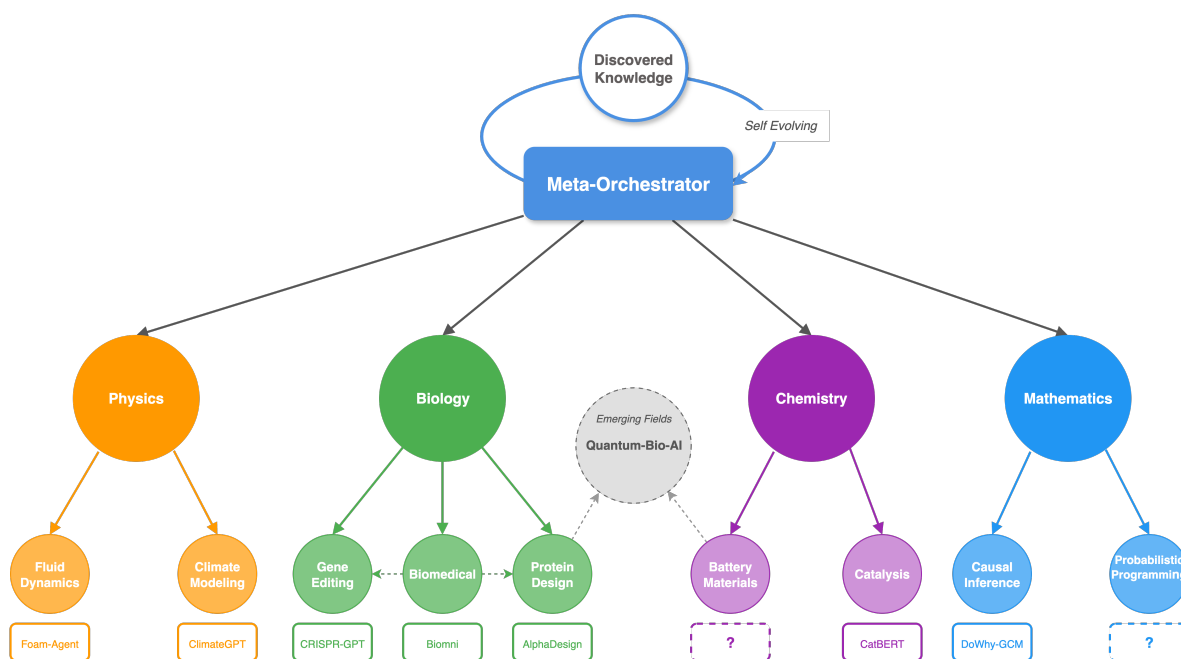 Discovered
Knowledge
Self Evolving
Meta-Orchestrator
Physics
Biology
Chemistry
Mathematics
Emerging Fields
Quantum-Bio-AI
Fluid
Dynamics
Climate
Modeling
Gene
Editing
Biomedical
Protein
Design
Battery
Materials
Catalysis
Causal
Inference
Probabilistic
Programming
Foam-Agent
ClimateGPT
CRISPR-GPT
Biomni
AlphaDesign
?
CatBERT
DoWhy-GCM
?